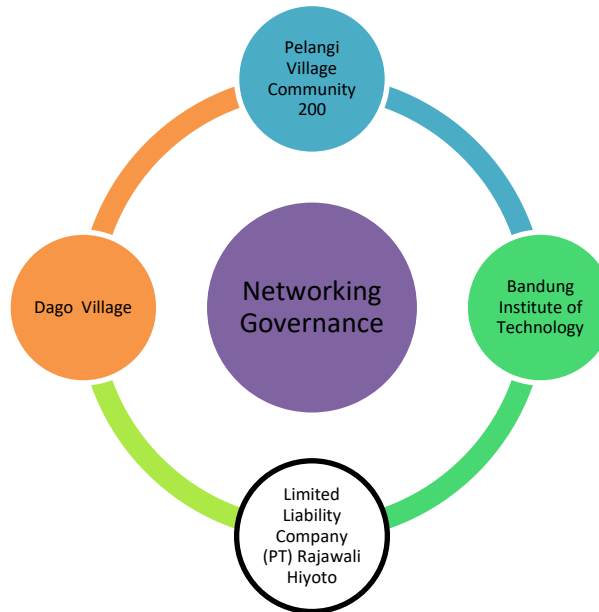 Pelangi
Village
Community
200
Networking
Governance
Dago  Village
Bandung
Institute of
Technology
Limited
Liability
Company
(PT) Rajawali
Hiyoto